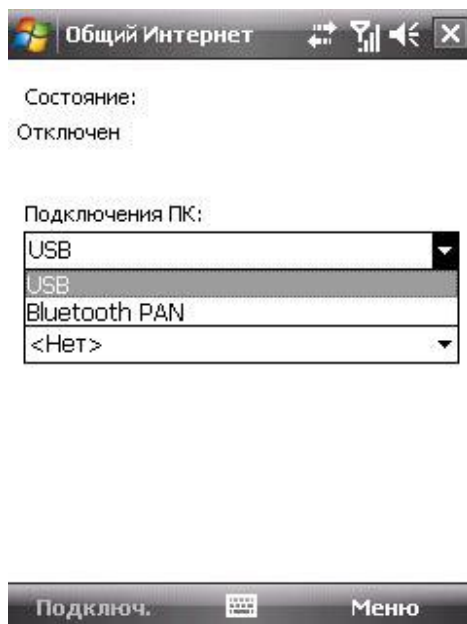 Общий Интернет
Состояние:
Отключен
Подключения ПК:
USB
USB
Bluetooth PAN
<Нет>
Подключ.
Меню